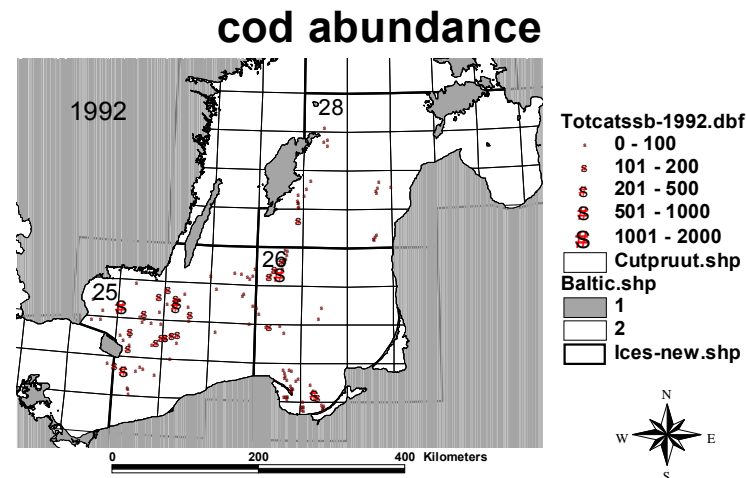 cod abundance
1992
28
26
25
Totcatssb-1992.dbf
0 - 100
101 - 200
201 - 500
501 - 1000
1001 - 2000
Cutpruut.shp
Baltic.shp
1
2
Ices-new.shp
N
W E
S
0 200 400 Kilometers